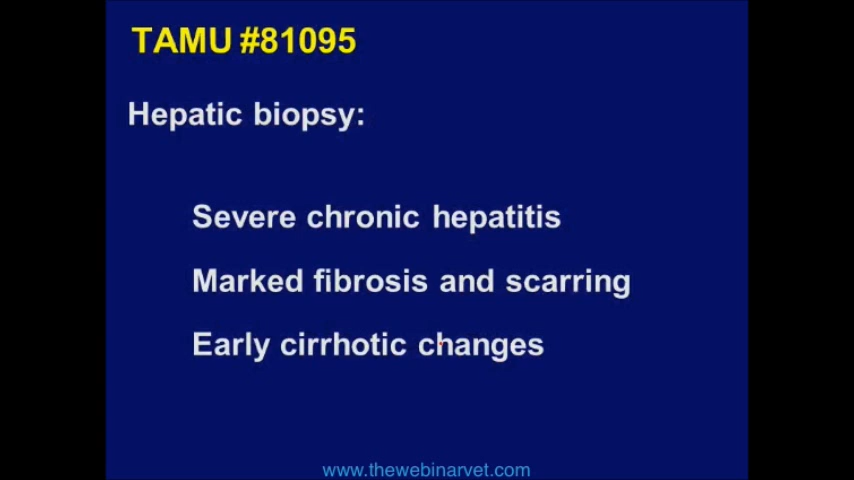 TAMU #81095
Hepatic biopsy:
Severe chronic hepatitis
Marked fibrosis and scarring
Early cirrhotic changes
www.thewebinarvet.com